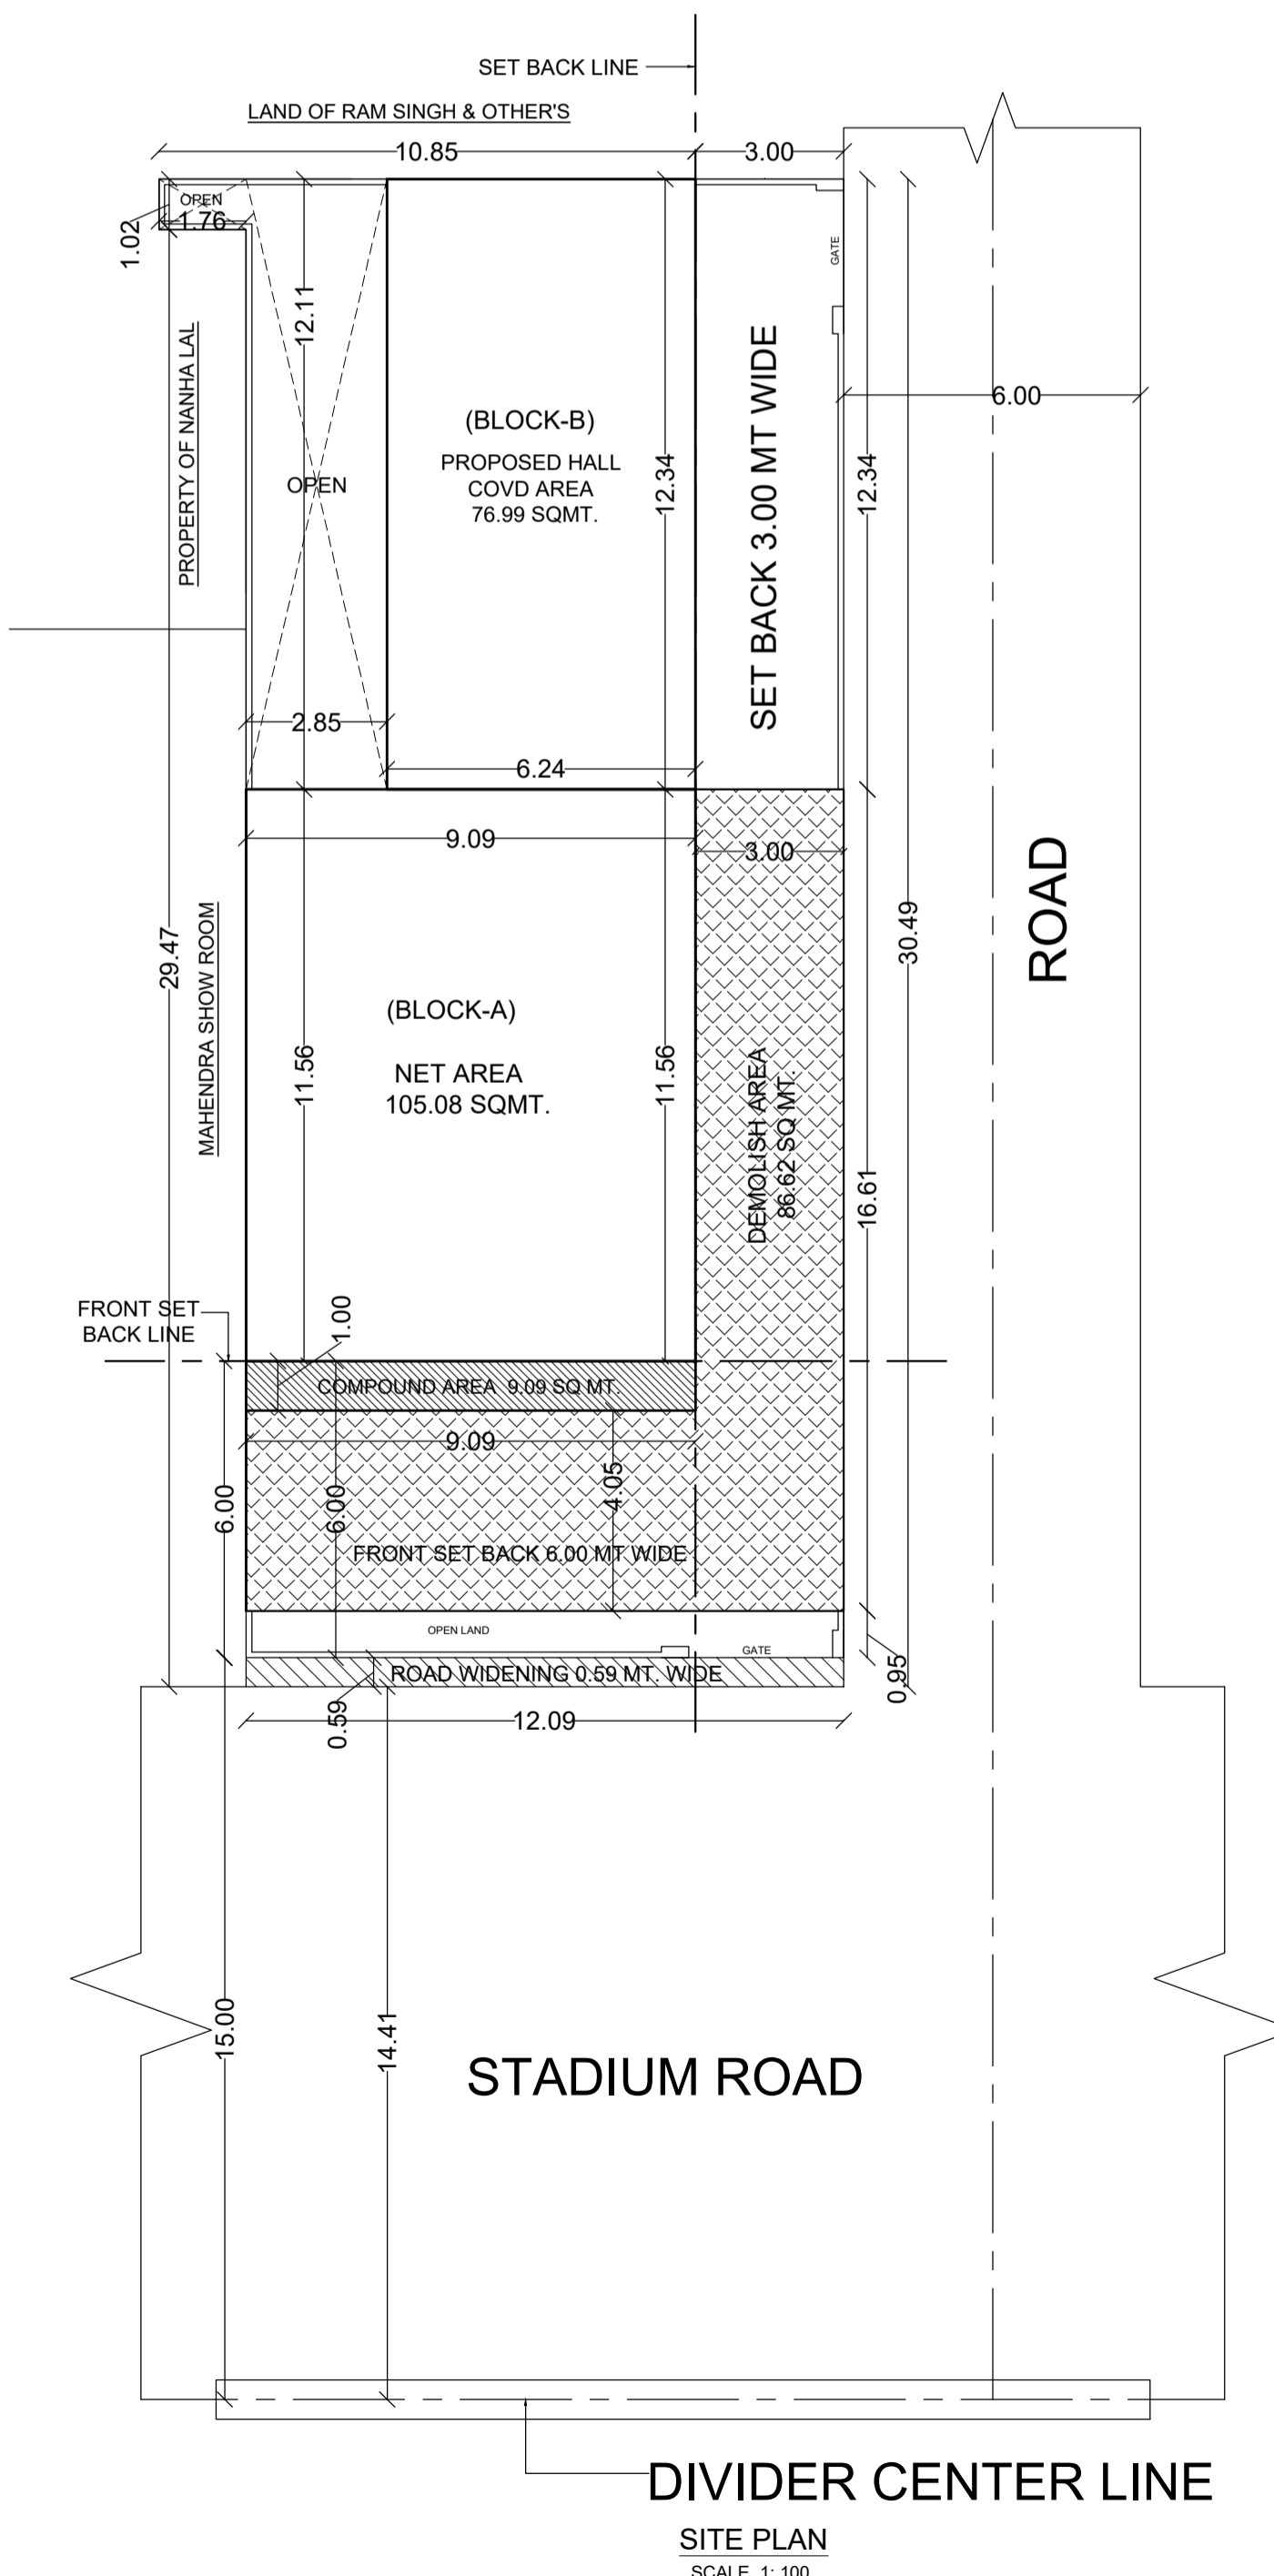 SET BACK LINE
LAND OF RAM SINGH & OTHER'S
10.85
3.00
OPEN
1.76
1.02
12.11
GATE
PROPERTY OF NANHA LAL
SET BACK 3.00 MT WIDE
6.00
(BLOCK-B)
PROPOSED HALL
COVD AREA
76.99 SQMT.
OPEN
12.34
12.34
2.85
6.24
9.09
3.00
ROAD
29.47
MAHENDRA SHOW ROOM
30.49
(BLOCK-A)
NET AREA
105.08 SQMT.
11.56
11.56
DEMOLISH AREA
86.62 SQ MT.
16.61
FRONT SET
BACK LINE
1.00
COMPOUND AREA 9.09 SQ MT.
9.09
4.05
6.00
6.00
FRONT SET BACK 6.00 MT WIDE
OPEN LAND
GATE
ROAD WIDENING 0.59 MT. WIDE
0.95
0.59
12.09
15.00
14.41
STADIUM ROAD
DIVIDER CENTER LINE
SITE PLAN
SCALE 1: 100